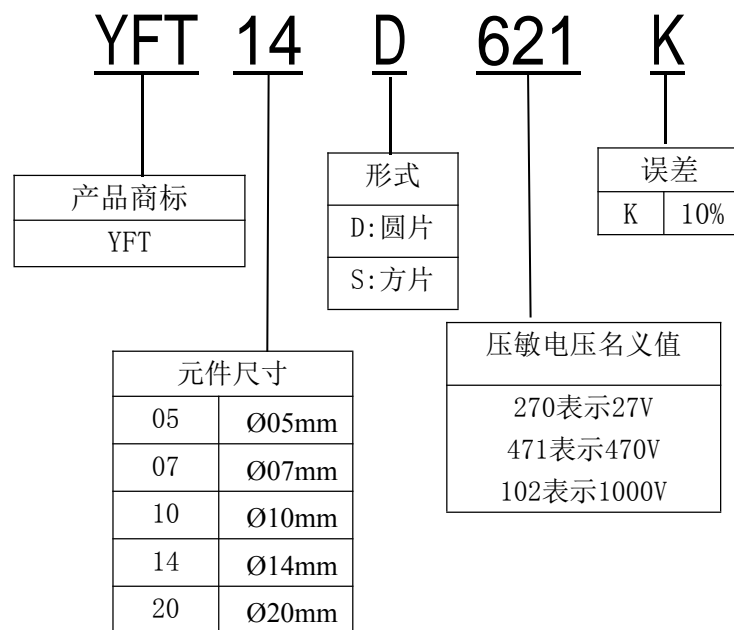 YFT 14 D 621 K
产品商标
YFT
形式
D:圆片
S:方片
误差
K 10%
元件尺寸
05 Ø05mm
07 Ø07mm
10 Ø10mm
14 Ø14mm
20 Ø20mm
压敏电压名义值
270表示27V
471表示470V
102表示1000V